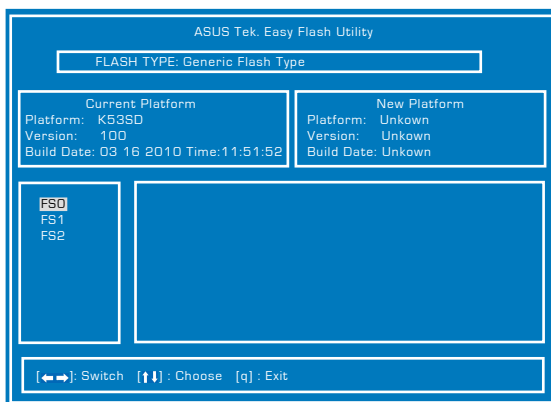 ASUS Tek. Easy Flash Utility
FLASH TYPE: Generic Flash Type
Current Platform
Platform: K53SD
Version: 100
Build Date: 03 16 2010 Time:11:51:52
New Platform
Platform: Unkown
Version: Unkown
Build Date: Unkown
FS0
FS1
FS2
[←→]: Switch [↑↓] : Choose [q] : Exit